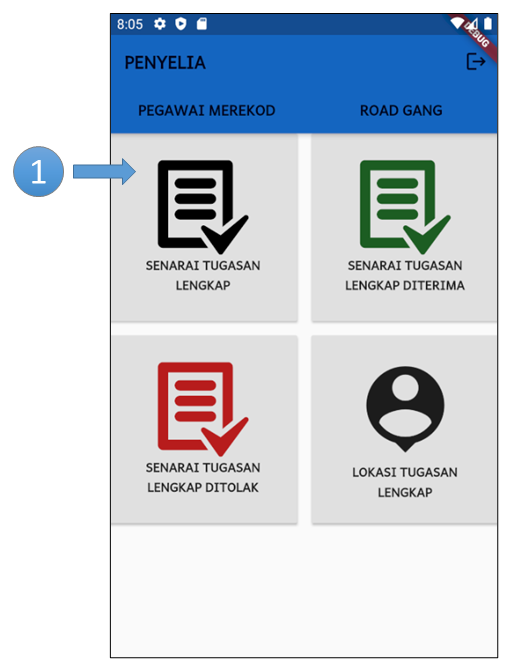 8:05
DEBUG
PENYELIA
PEGAWAI MEREKOD
ROAD GANG
1
SENARAI TUGASAN
LENGKAP
SENARAI TUGASAN
LENGKAP DITERIMA
SENARAI TUGASAN
LENGKAP DITOLAK
LOKASI TUGASAN
LENGKAP